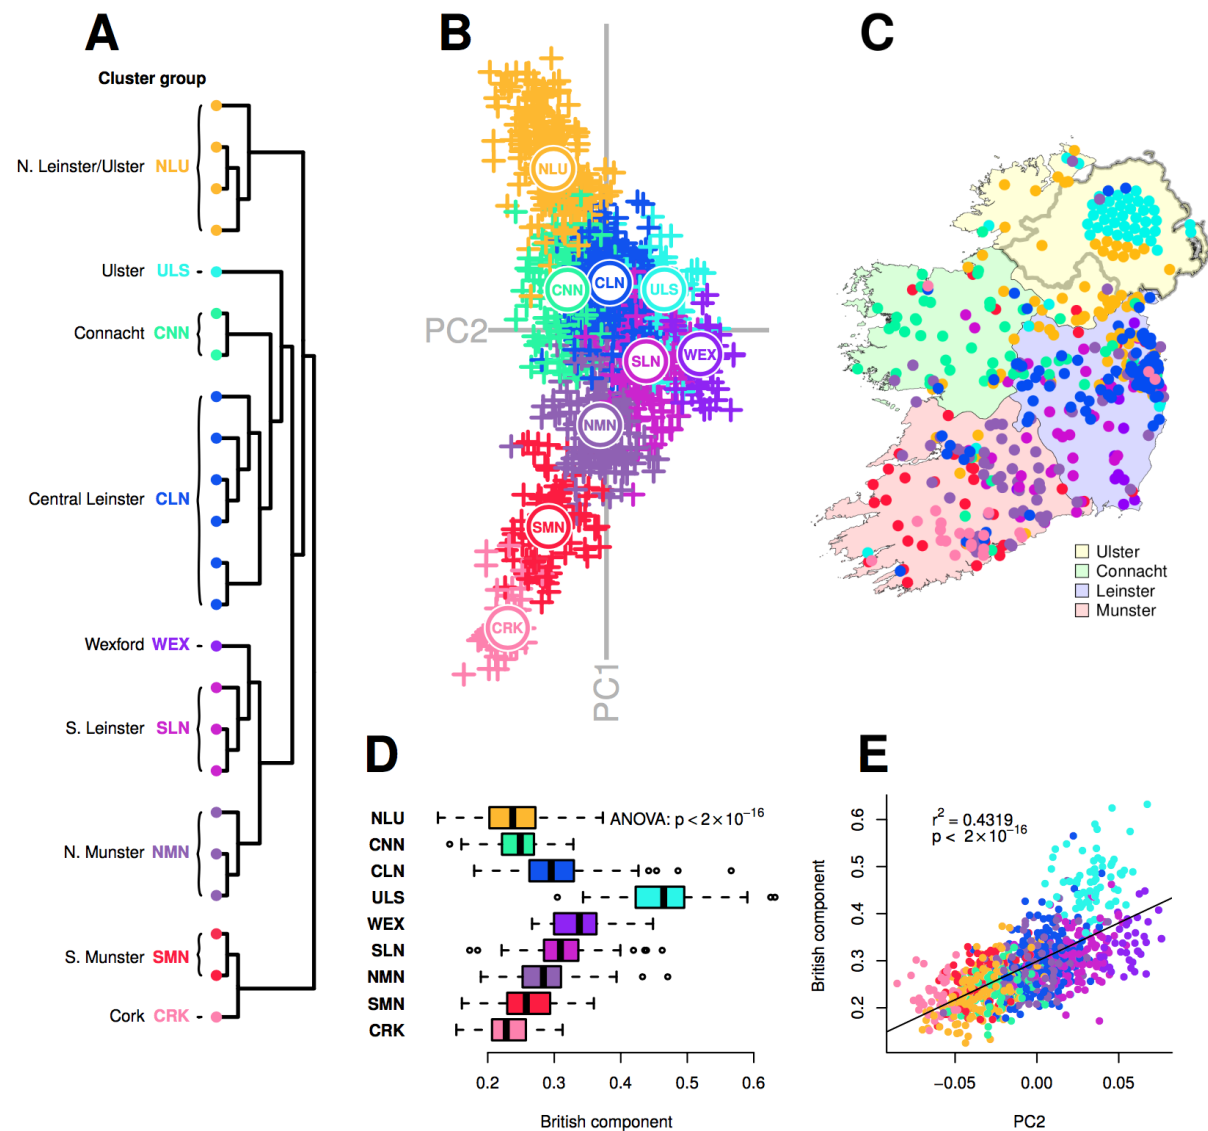 A
Cluster group
N. Leinster/Ulster NLU
Ulster ULS
Connacht CNN
Central Leinster CLN
Wexford WEX
S. Leinster SLN
N. Munster NMN
S. Munster SMN
Cork CRK
B
NLU
CNN
CLN
ULS
PC2
SLN
WEX
NMN
SMN
CRK
PC1
C
Ulster
Connacht
Leinster
Munster
D
NLU
CNN
CLN
ULS
WEX
SLN
NMN
SMN
CRK
ANOVA: p < 2×10⁻¹⁶
0.2 0.3 0.4 0.5 0.6
British component
E
r² = 0.4319
p < 2×10⁻¹⁶
British component
0.6
0.5
0.4
0.3
0.2
−0.05 0.00 0.05
PC2